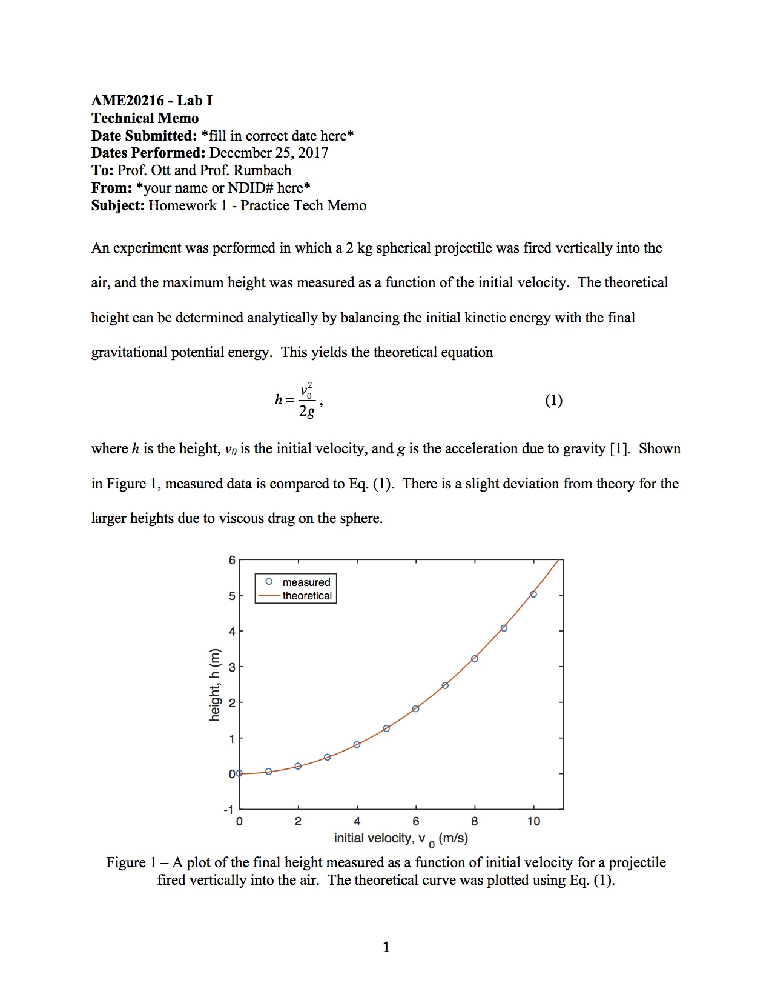 AME20216 - Lab I
Technical Memo
Date Submitted: *fill in correct date here*
Dates Performed: December 25, 2017
To: Prof. Ott and Prof. Rumbach
From: *your name or NDID# here*
Subject: Homework 1 - Practice Tech Memo
An experiment was performed in which a 2 kg spherical projectile was fired vertically into the
air, and the maximum height was measured as a function of the initial velocity.  The theoretical
height can be determined analytically by balancing the initial kinetic energy with the final
gravitational potential energy.  This yields the theoretical equation
h = v₀²/2g , (1)
where h is the height, v₀ is the initial velocity, and g is the acceleration due to gravity [1].  Shown
in Figure 1, measured data is compared to Eq. (1).  There is a slight deviation from theory for the
larger heights due to viscous drag on the sphere.
measured
theoretical
height, h (m)
6
5
4
3
2
1
0
-1
0 2 4 6 8 10
initial velocity, v₀ (m/s)
Figure 1 – A plot of the final height measured as a function of initial velocity for a projectile
fired vertically into the air.  The theoretical curve was plotted using Eq. (1).
1